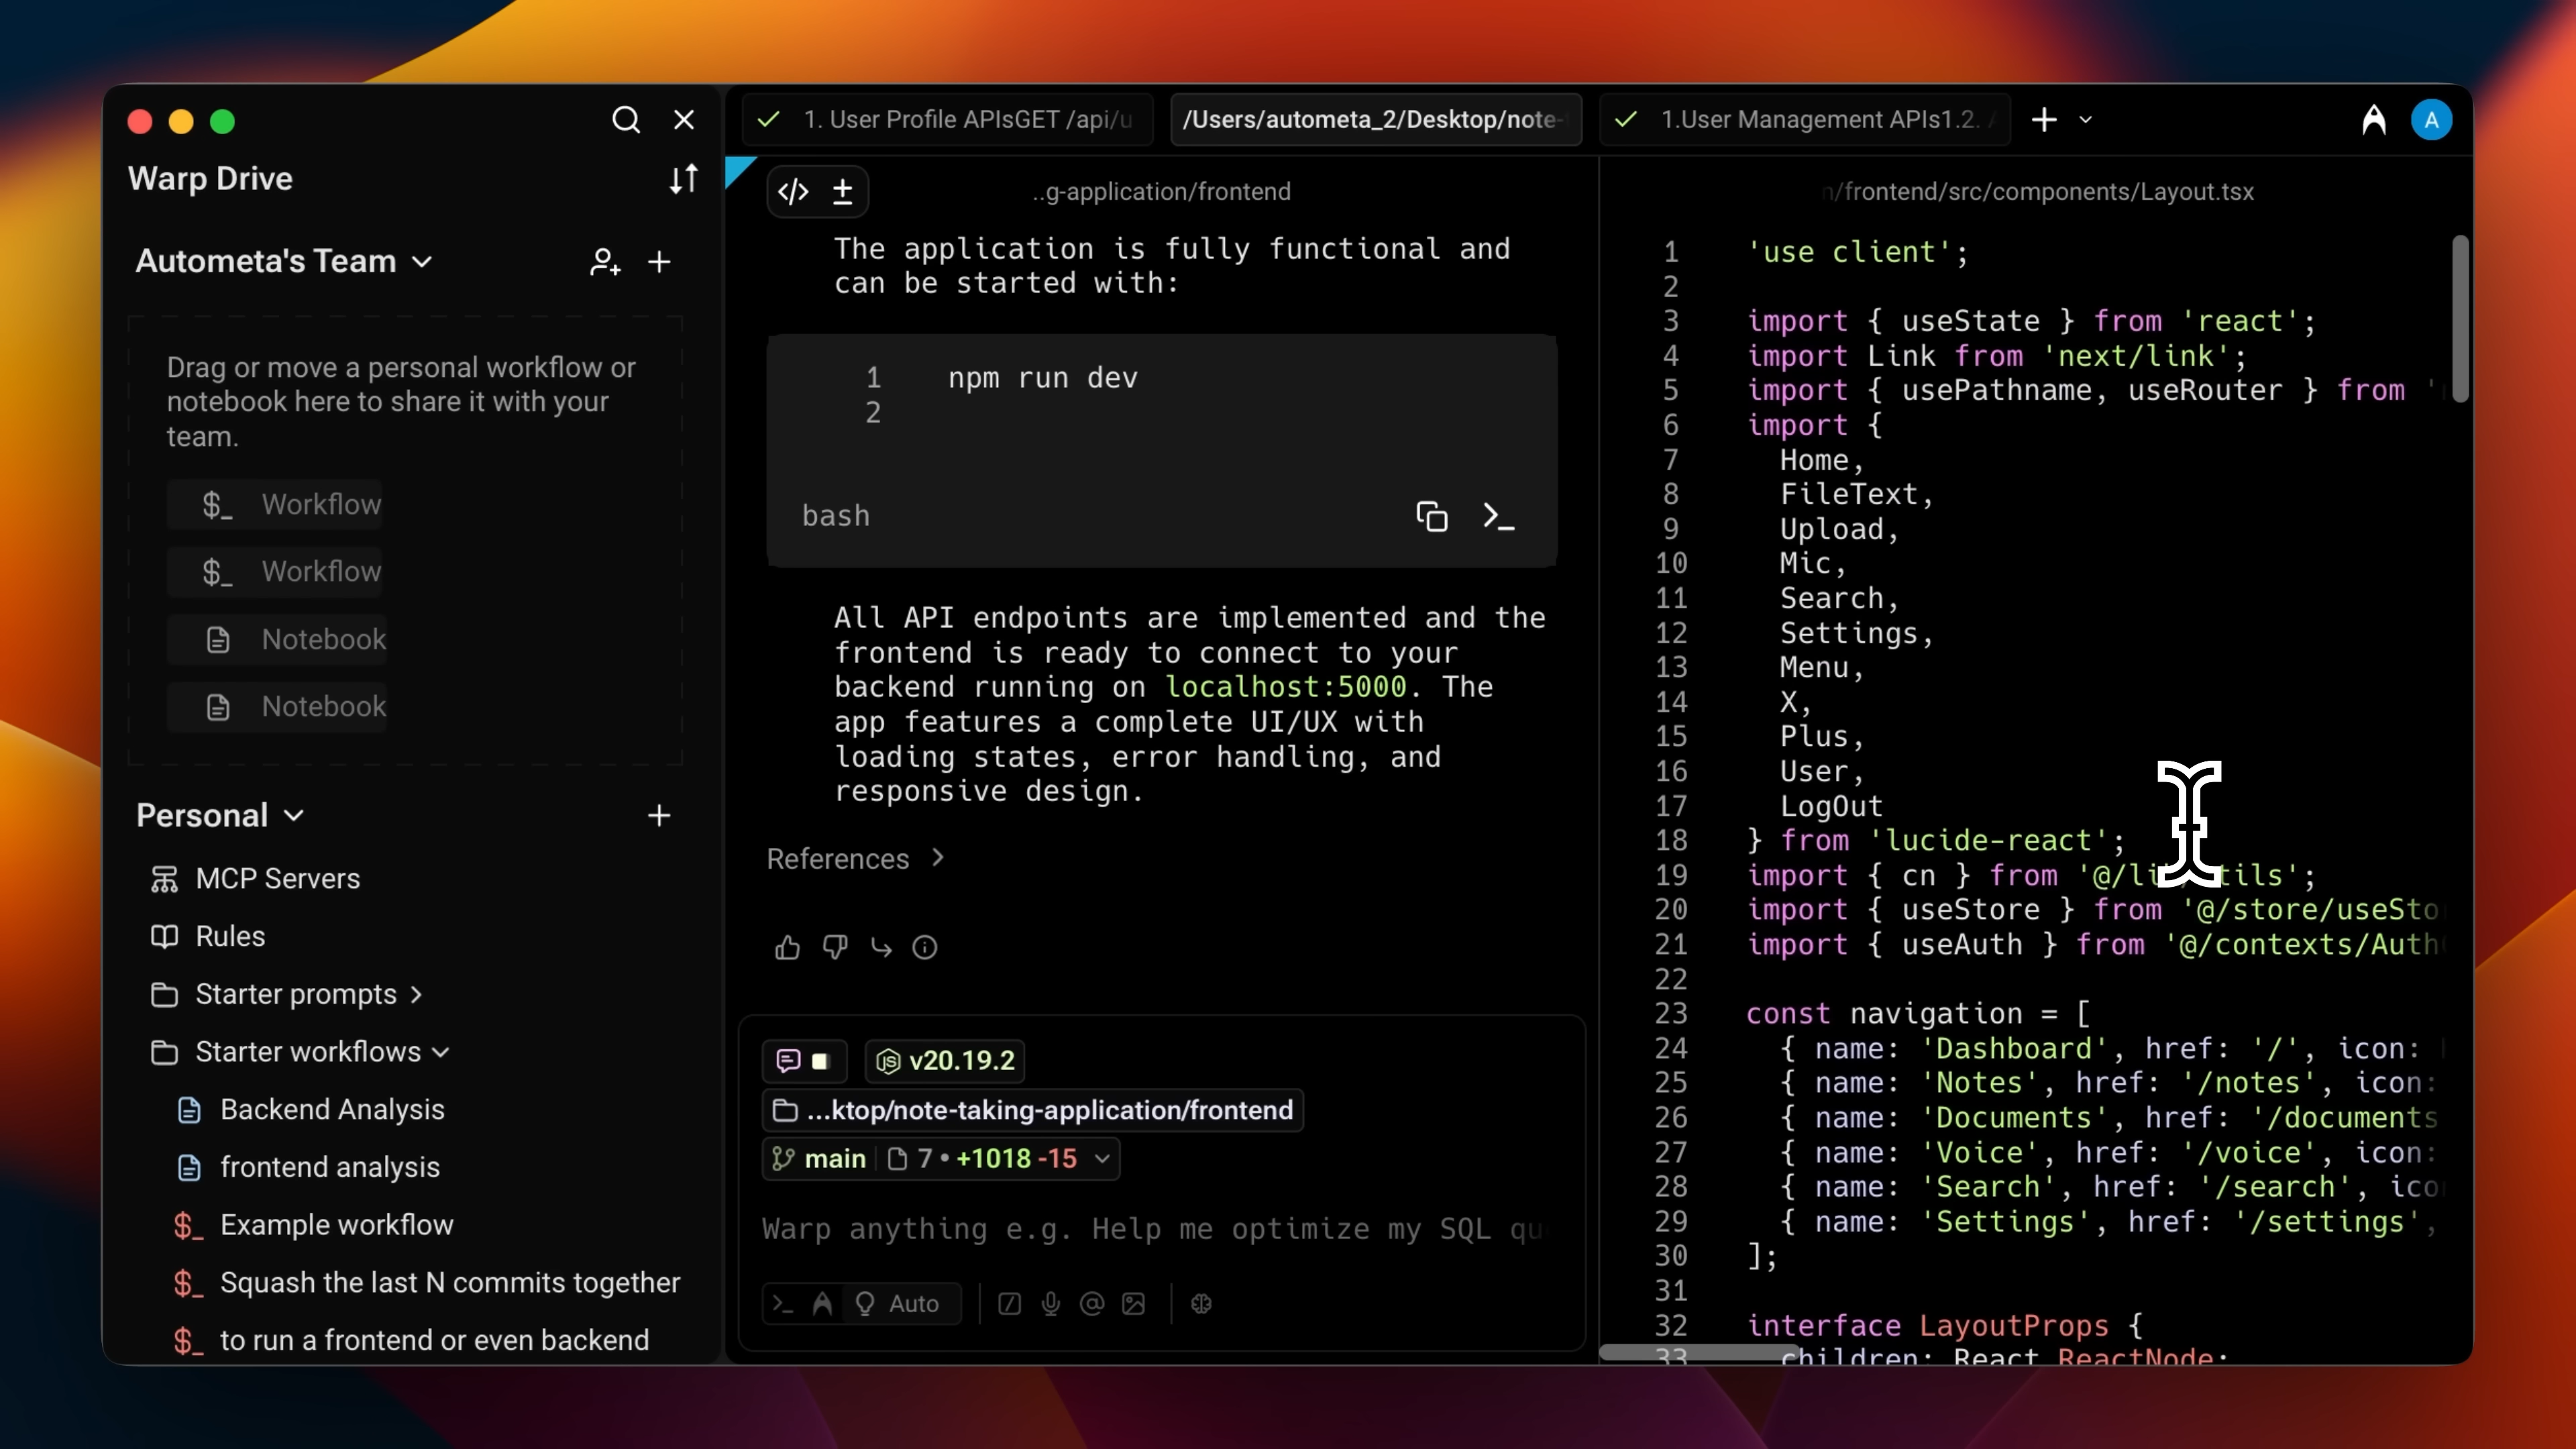 Warp Drive
Autometa's Team
Drag or move a personal workflow or
notebook here to share it with your
team.
$_ Workflow
$_ Workflow
Notebook
Notebook
Personal
MCP Servers
Rules
Starter prompts
Starter workflows
Backend Analysis
frontend analysis
$_ Example workflow
$_ Squash the last N commits together
$_ to run a frontend or even backend
1. User Profile APIsGET /api/u
/Users/autometa_2/Desktop/note-
1.User Management APIs1.2.
A
..g-application/frontend
The application is fully functional and
can be started with:
1 npm run dev
2
bash
All API endpoints are implemented and the
frontend is ready to connect to your
backend running on localhost:5000. The
app features a complete UI/UX with
loading states, error handling, and
responsive design.
References
v20.19.2
...ktop/note-taking-application/frontend
main 7 • +1018 -15
Warp anything e.g. Help me optimize my SQL
Auto
/frontend/src/components/Layout.tsx
1 'use client';
2
3 import { useState } from 'react';
4 import Link from 'next/link';
5 import { usePathname, useRouter } from '
6 import {
7 Home,
8 FileText,
9 Upload,
10 Mic,
11 Search,
12 Settings,
13 Menu,
14 X,
15 Plus,
16 User,
17 LogOut
18 } from 'lucide-react';
19 import { cn } from
20 import { useStore } from '@/store/useSto
21 import { useAuth } from '@/contexts/Auth
22
23 const navigation = [
24 { name: 'Dashboard', href: '/', icon:
25 { name: 'Notes', href: '/notes', icon:
26 { name: 'Documents', href: '/documents
27 { name: 'Voice', href: '/voice', icon:
28 { name: 'Search', href: '/search', ico
29 { name: 'Settings', href: '/settings',
30 ];
31
32 interface LayoutProps {
33 children: React.ReactNode;